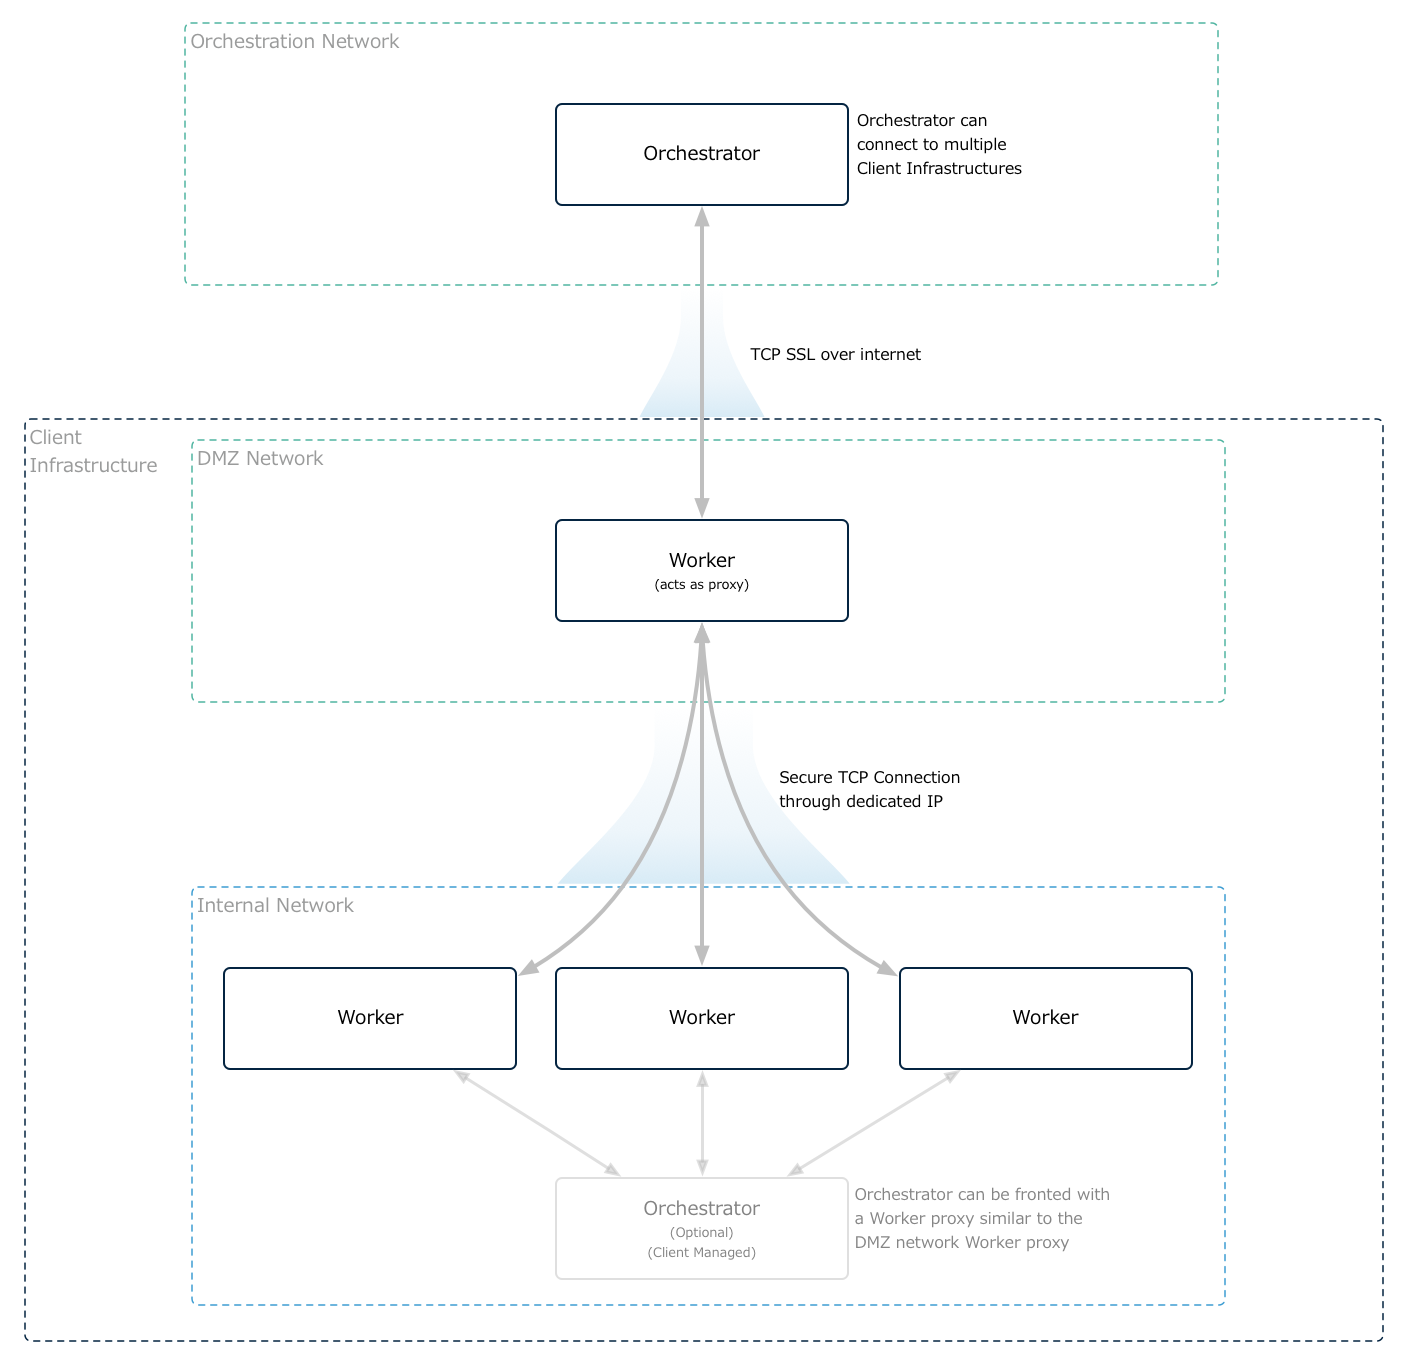 Orchestration Network
Orchestrator
Orchestrator can
connect to multiple
Client Infrastructures
TCP SSL over internet
Client
Infrastructure
DMZ Network
Worker
(acts as proxy)
Secure TCP Connection
through dedicated IP
Internal Network
Worker
Worker
Worker
Orchestrator
(Optional)
(Client Managed)
Orchestrator can be fronted with
a Worker proxy similar to the
DMZ network Worker proxy